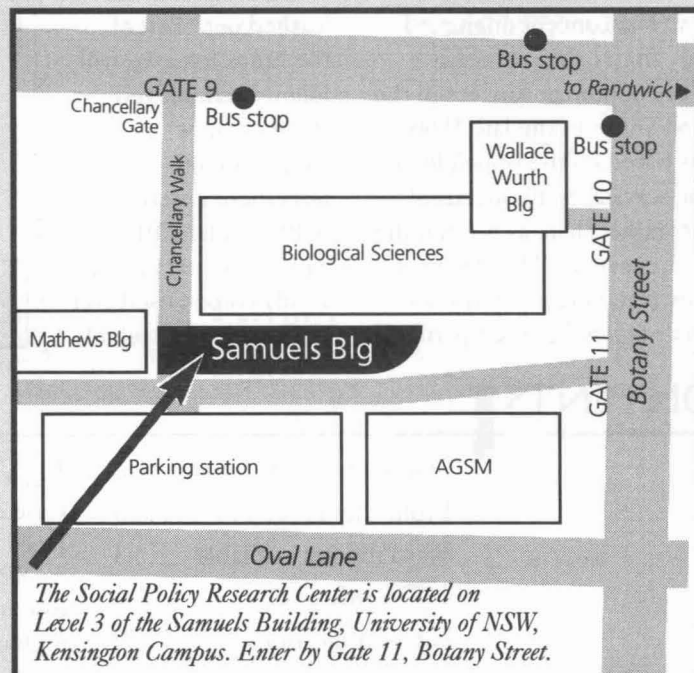 Bus stop
to Randwick
GATE 9
Chancellary
Gate
Bus stop
Bus stop
Wallace
Wurth
Blg
Chancellary Walk
GATE 10
Biological Sciences
Botany Street
Mathews Blg
Samuels Blg
GATE 11
Parking station
AGSM
Oval Lane
The Social Policy Research Center is located on
Level 3 of the Samuels Building, University of NSW,
Kensington Campus. Enter by Gate 11, Botany Street.